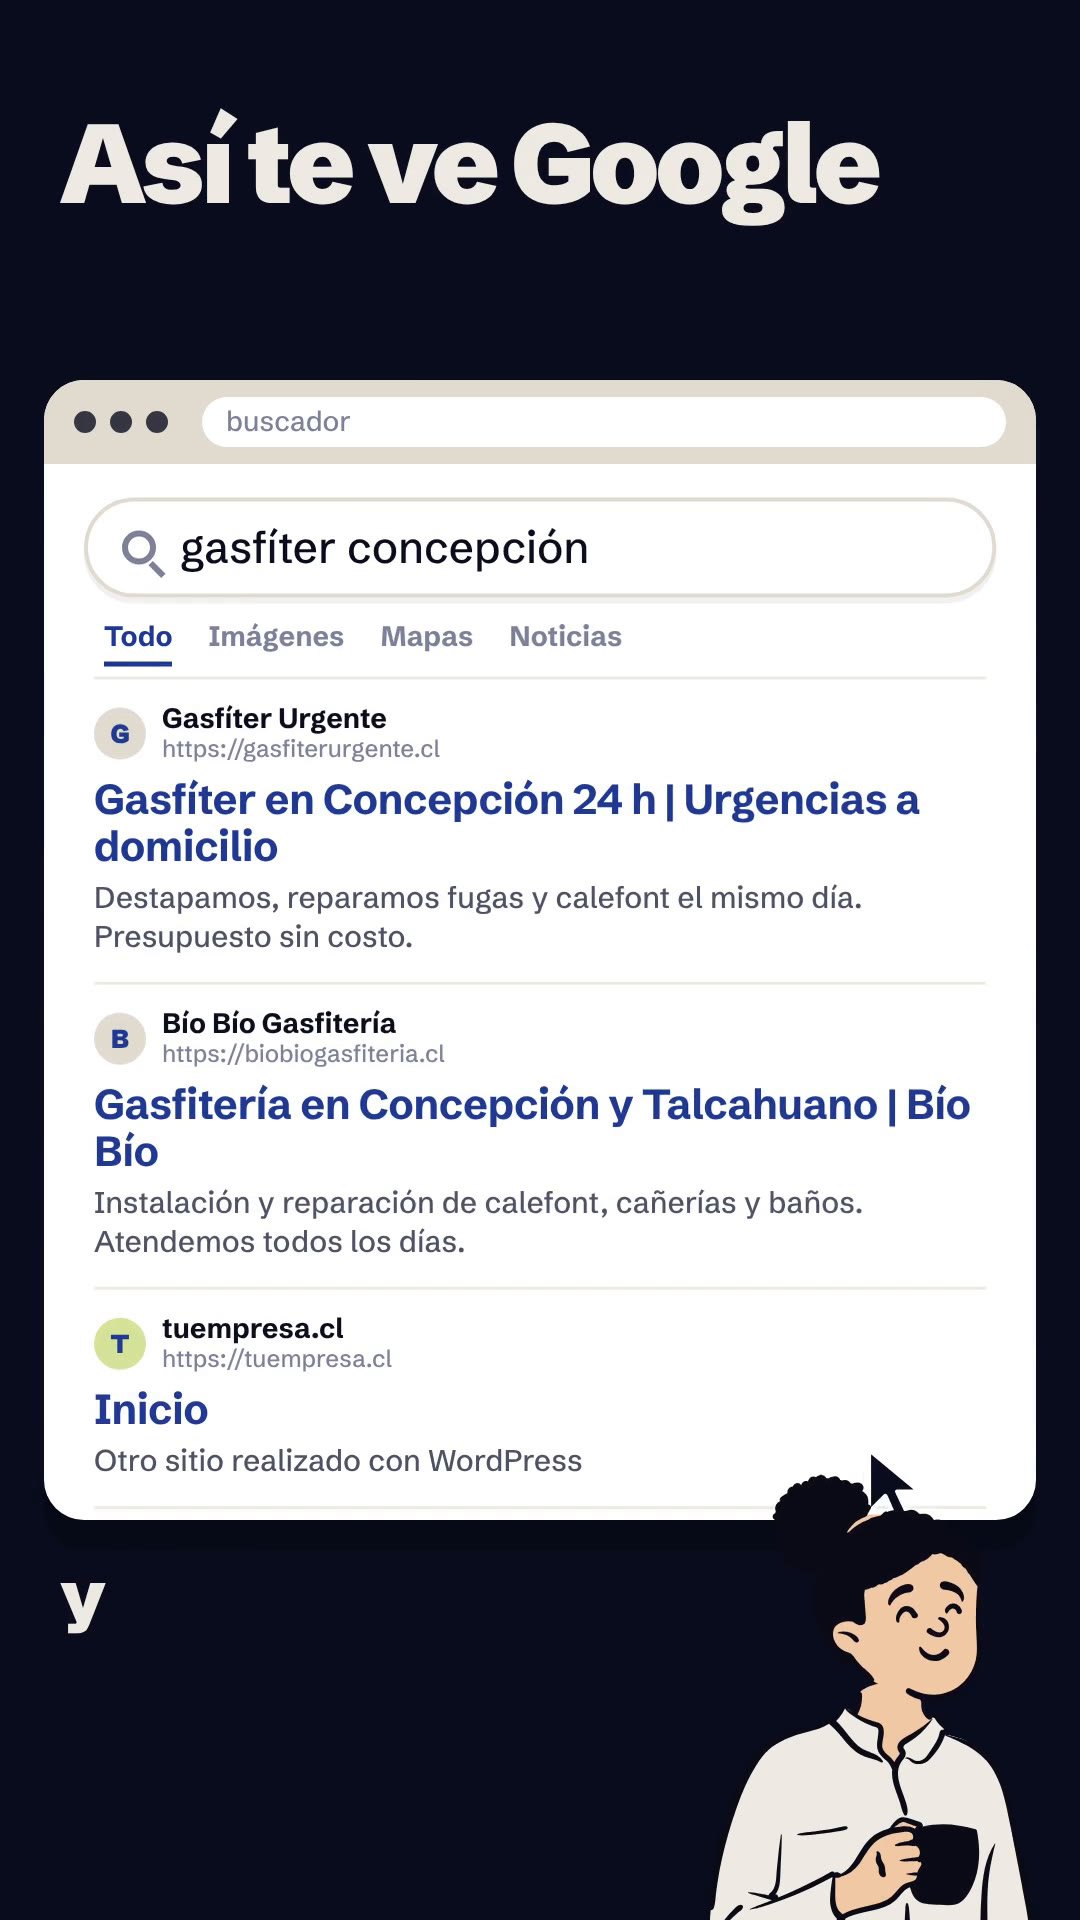 Así te ve Google
buscador
gasfíter concepción
Todo Imágenes Mapas Noticias
G
Gasfíter Urgente
https://gasfiterurgente.cl
Gasfíter en Concepción 24 h | Urgencias a
domicilio
Destapamos, reparamos fugas y calefont el mismo día.
Presupuesto sin costo.
B
Bío Bío Gasfitería
https://biobiogasfiteria.cl
Gasfitería en Concepción y Talcahuano | Bío
Bío
Instalación y reparación de calefont, cañerías y baños.
Atendemos todos los días.
T
tuempresa.cl
https://tuempresa.cl
Inicio
Otro sitio realizado con WordPress
y